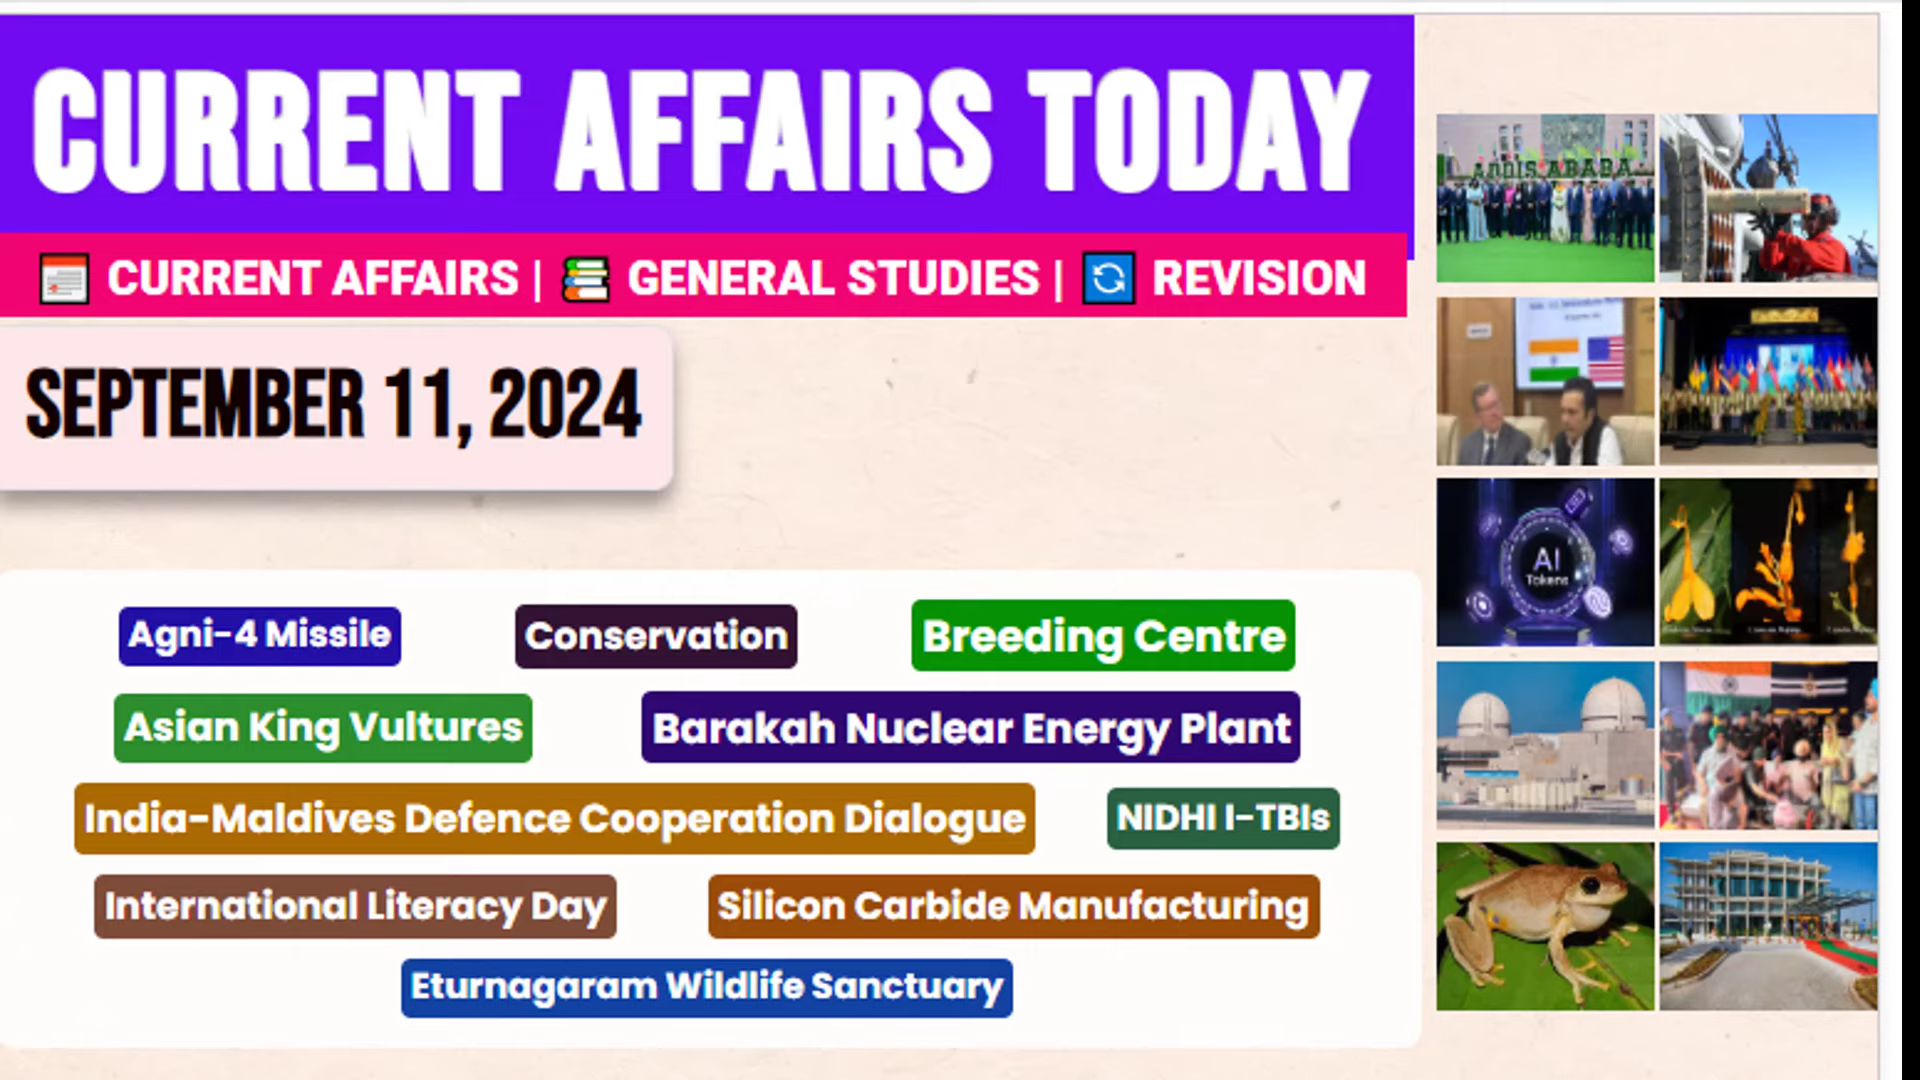 CURRENT AFFAIRS TODAY
CURRENT AFFAIRS | GENERAL STUDIES | REVISION
SEPTEMBER 11, 2024
Agni-4 Missile Conservation Breeding Centre
Asian King Vultures Barakah Nuclear Energy Plant
India-Maldives Defence Cooperation Dialogue NIDHI I-TBIs
International Literacy Day Silicon Carbide Manufacturing
Eturnagaram Wildlife Sanctuary
ADDIS ABABA
AI
Tokens